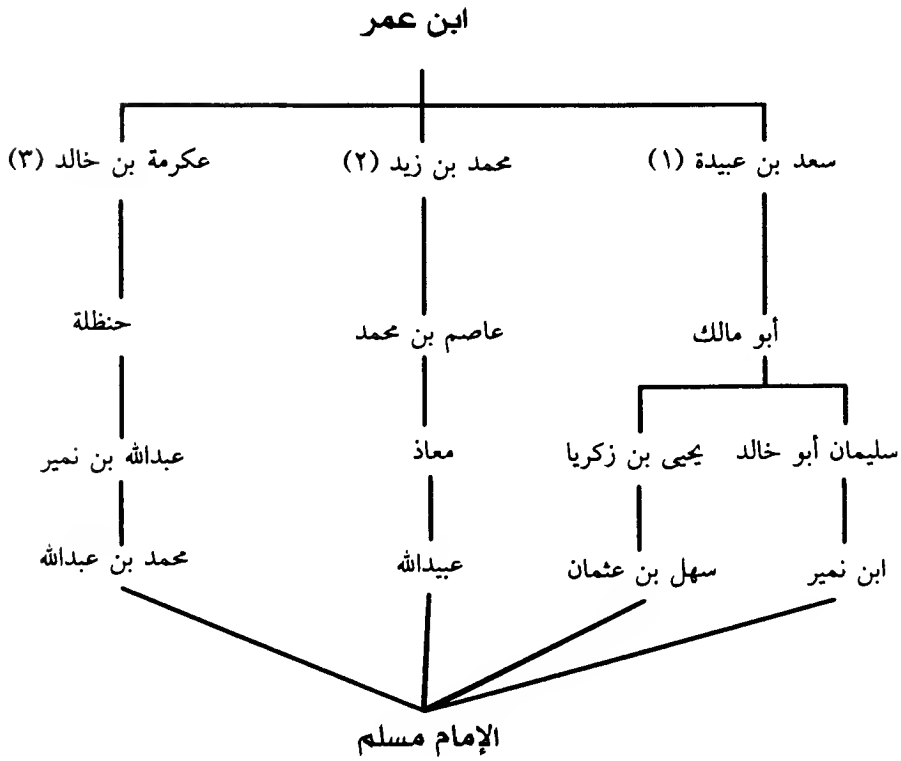 ابن عمر
سعد بن عبيدة (١) محمد بن زيد (٢) عكرمة بن خالد (٣)
أبو مالك عاصم بن محمد حنظلة
سليمان أبو خالد يحيى بن زكريا معاذ عبدالله بن نمير
ابن نمير سهل بن عثمان عبيدالله محمد بن عبدالله
الإمام مسلم